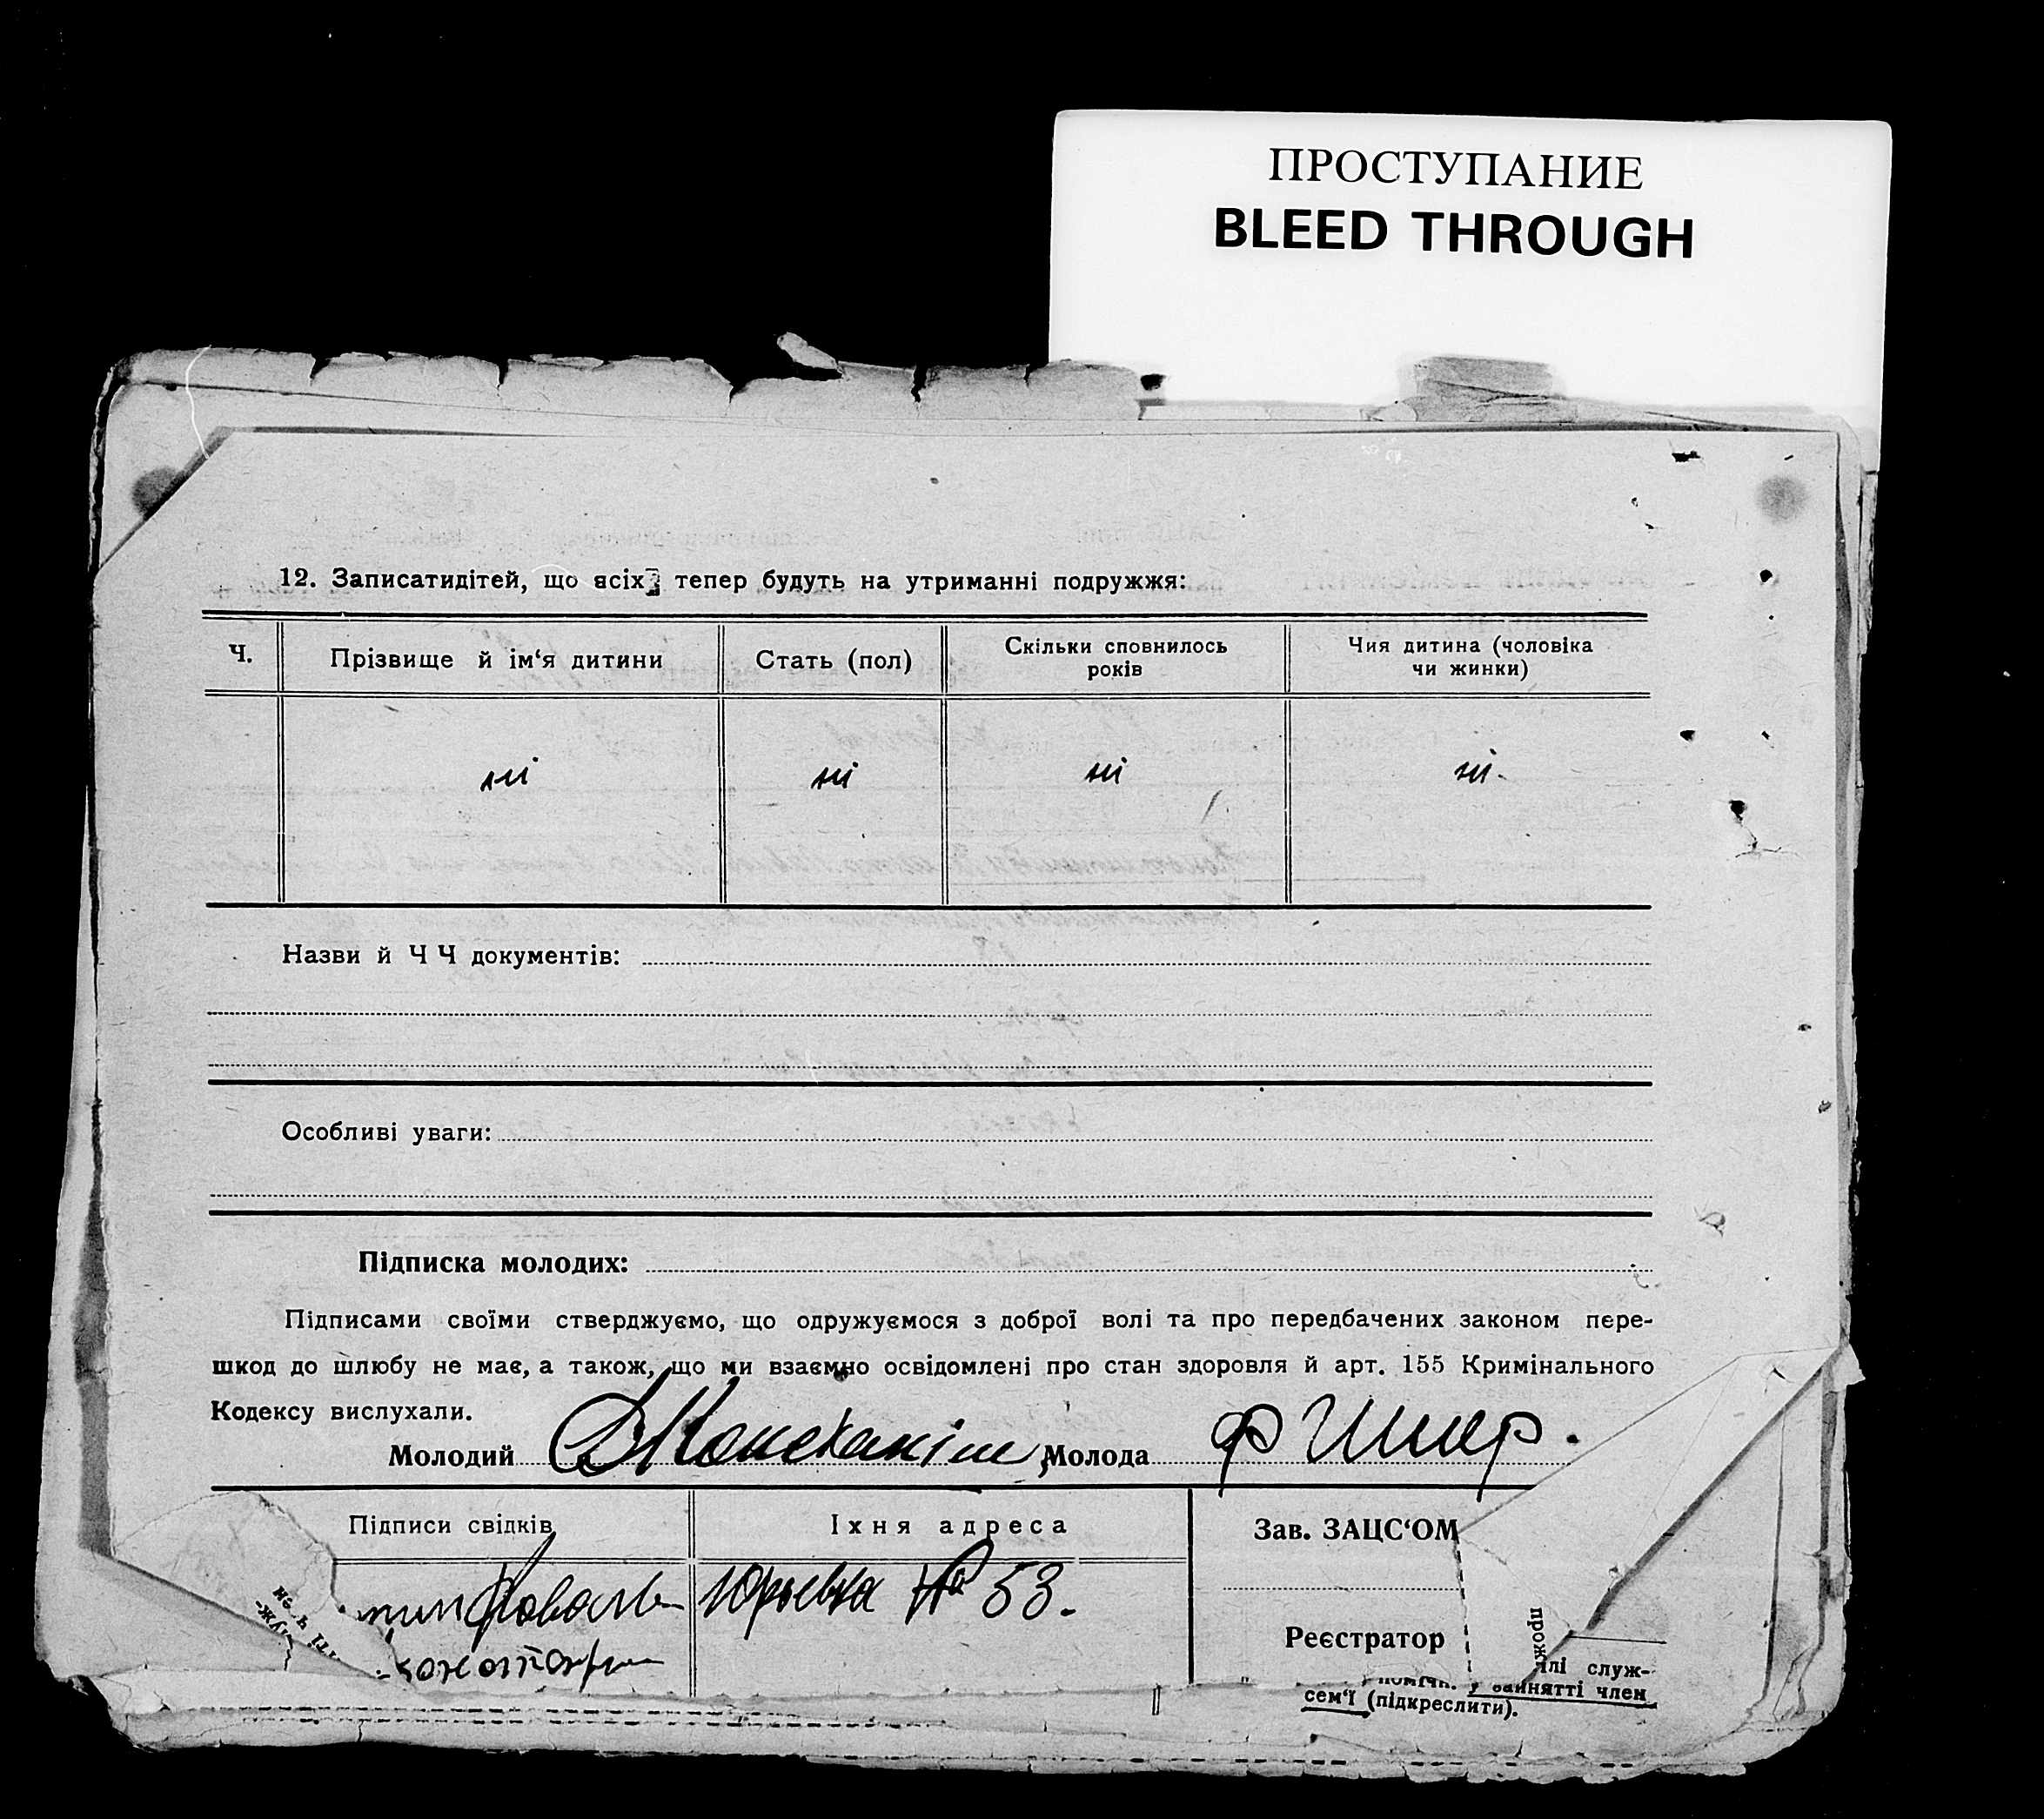 ПРОСТУПАНИЕ
BLEED THROUGH
12. Записатидітей, що всіх тепер будуть на утриманні подружжя:
Ч. Прізвище й ім‘я дитини Стать (пол) Скільки сповнилось років Чия дитина (чоловіка чи жинки)
ні ні ні ні.
Назви й Ч Ч документів:
Особливі уваги:
Підписка молодих:
Підписами своїми стверджуємо, що одружуємося з доброї волі та про передбачених законом пере-
шкод до шлюбу не має, а також, що ми взаємно освідомлені про стан здоровля й арт. 155 Кримінального
Кодексу вислухали.
Молодий Молода
Підписи свідків Їхня адреса Зав. ЗАЦС‘ОМ
Юрьевка № 53.
Реєстратор
служ-
зайнятті член
сем‘ї (підкреслити).